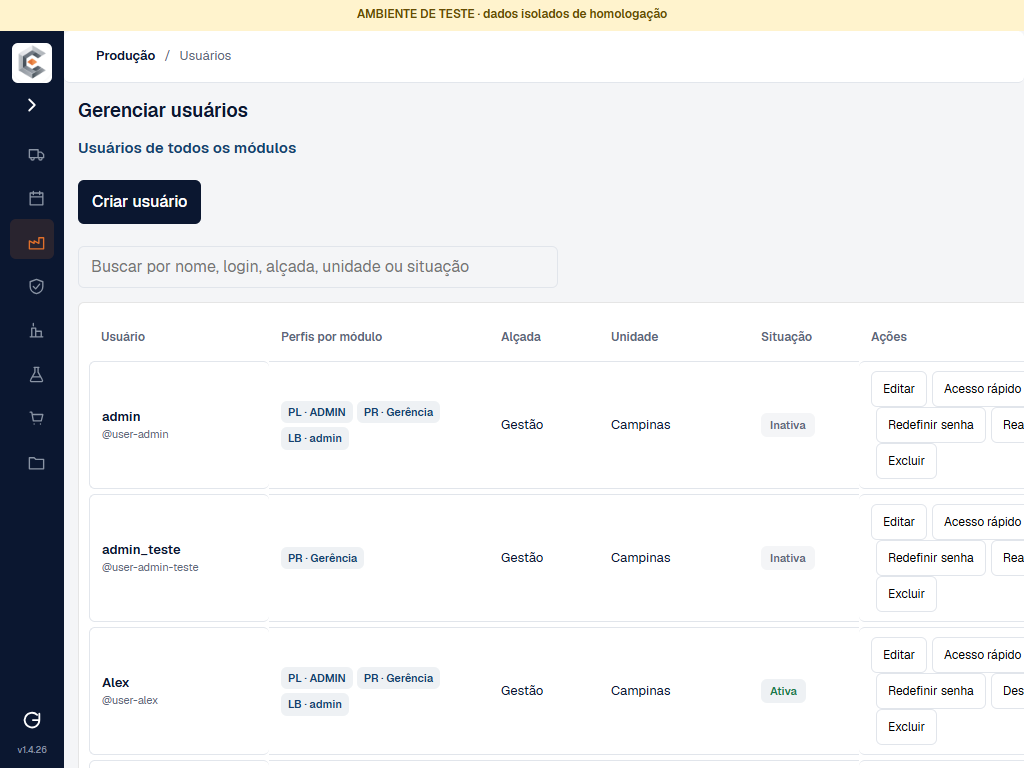 AMBIENTE DE TESTE · dados isolados de homologação
Produção / Usuários
Gerenciar usuários
Usuários de todos os módulos
Criar usuário
Buscar por nome, login, alçada, unidade ou situação
Usuário Perfis por módulo Alçada Unidade Situação Ações
admin
@user-admin
PL · ADMIN PR · Gerência
LB · admin
Gestão
Campinas
Inativa
Editar Acesso rápido
Redefinir senha Rea
Excluir
admin_teste
@user-admin-teste
PR · Gerência
Gestão
Campinas
Inativa
Editar Acesso rápido
Redefinir senha Rea
Excluir
Alex
@user-alex
PL · ADMIN PR · Gerência
LB · admin
Gestão
Campinas
Ativa
Editar Acesso rápido
Redefinir senha Des
Excluir
v1.4.26